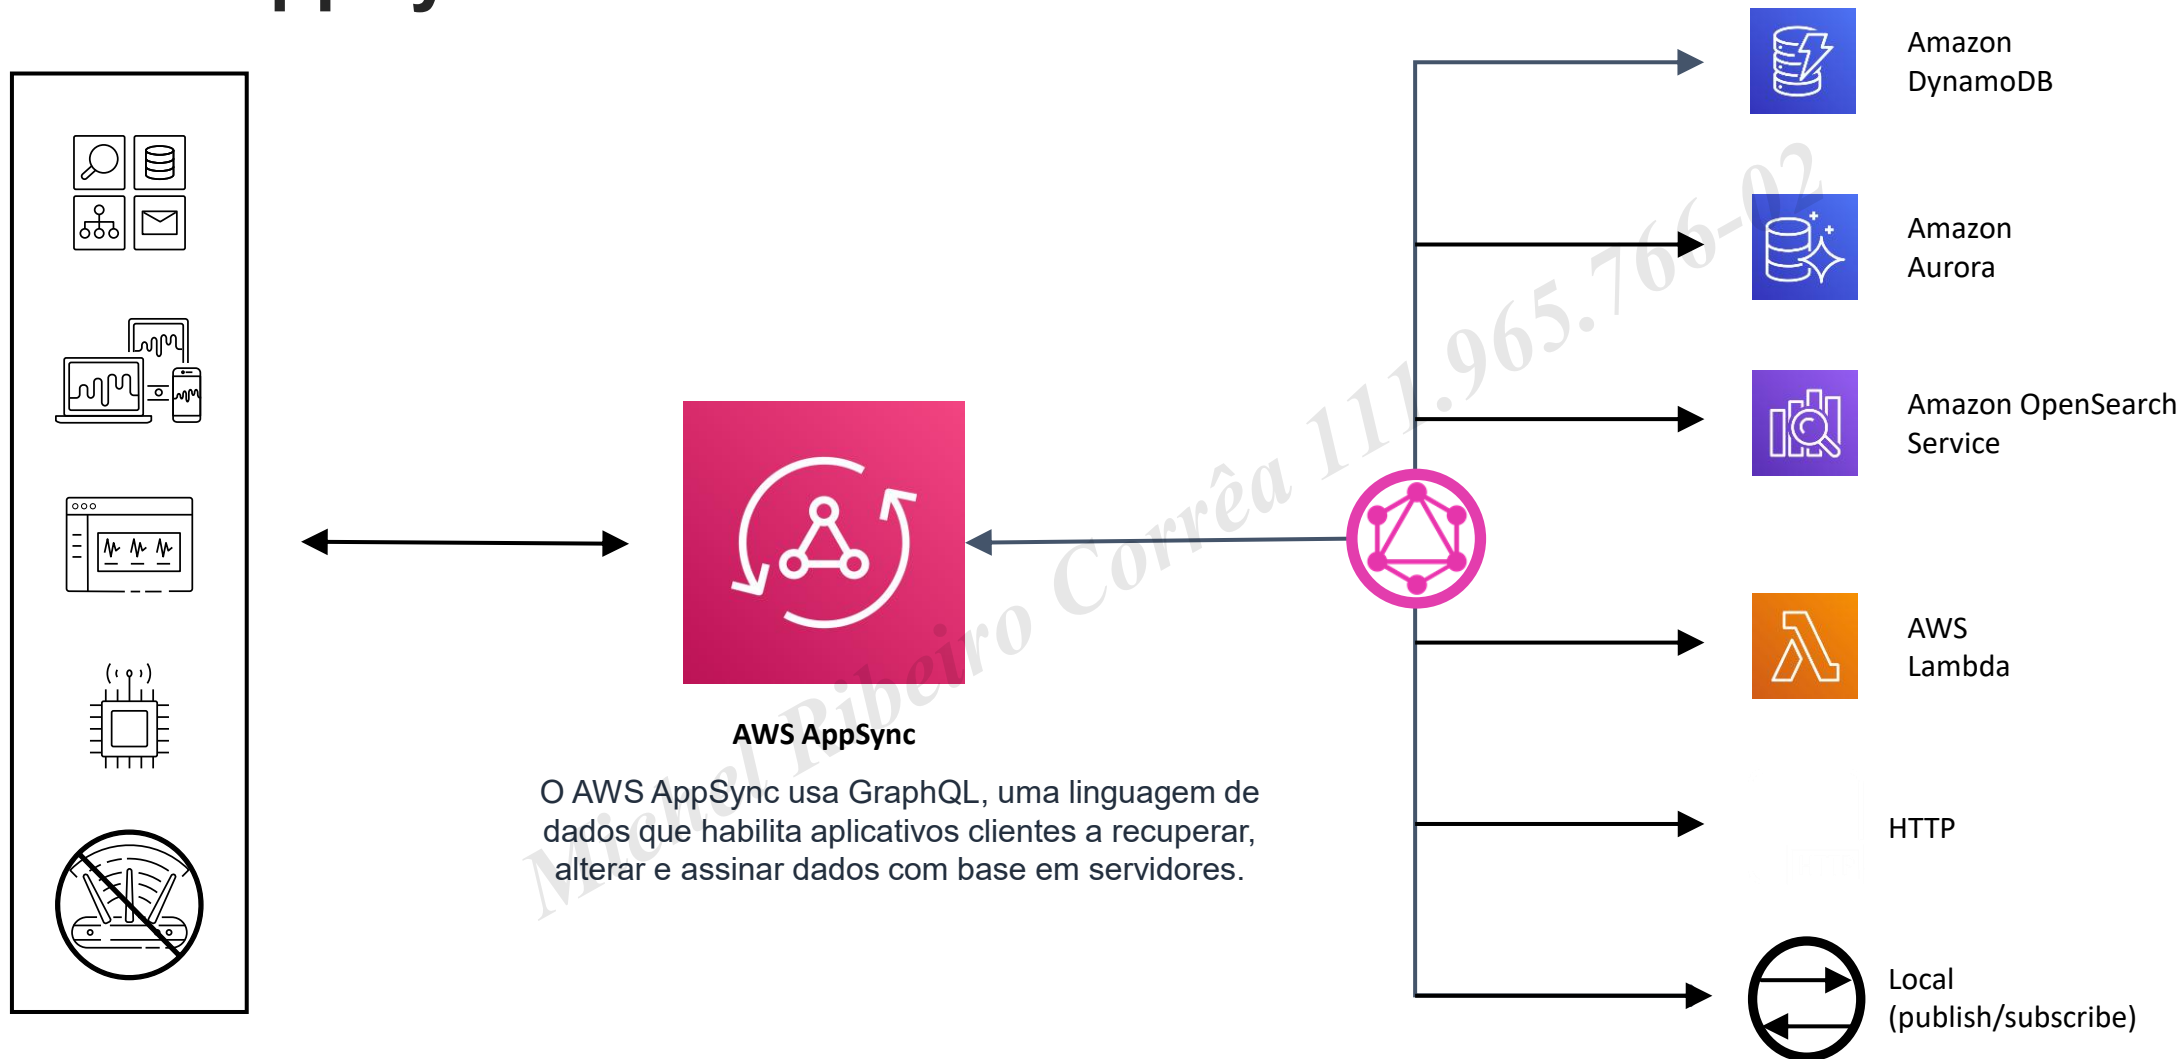 Amazon
DynamoDB
Amazon
Aurora
Amazon OpenSearch
Service
AWS
Lambda
HTTP
Local
(publish/subscribe)
AWS AppSync
O AWS AppSync usa GraphQL, uma linguagem de
dados que habilita aplicativos clientes a recuperar,
alterar e assinar dados com base em servidores.
Michel Ribeiro Corrêa 111.965.766-02